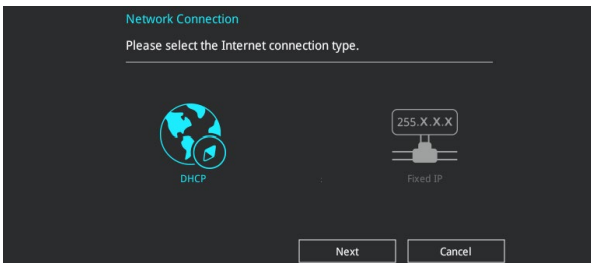 Network Connection
Please select the Internet connection type.
255.X.X.X
DHCP
:
Fixed IP
Next
Cancel